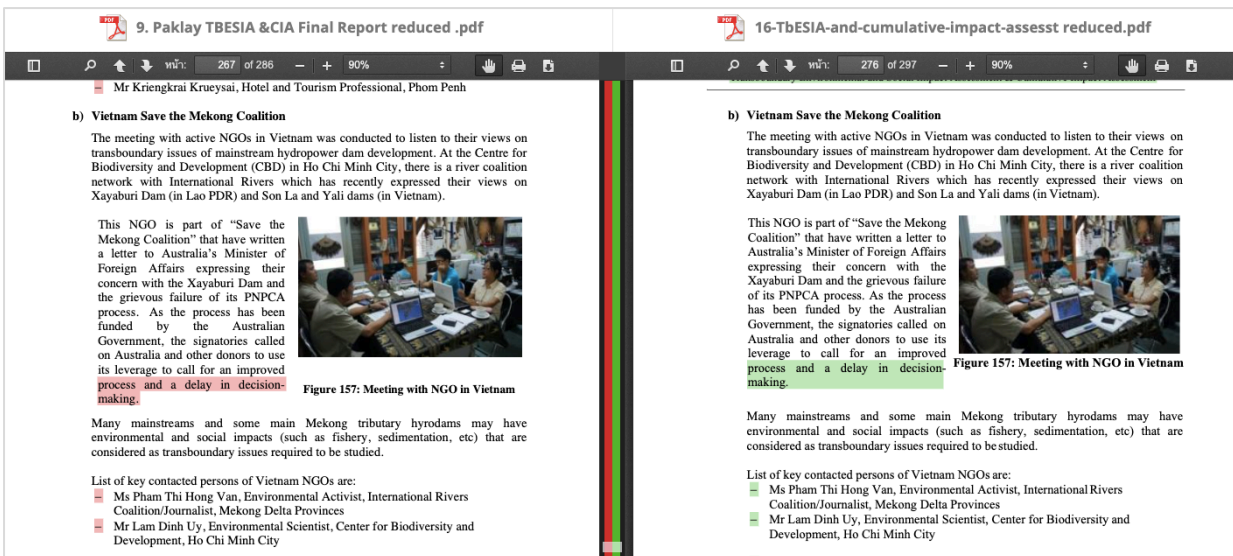 9. Paklay TBESIA &CIA Final Report reduced .pdf
หน้า: 267 of 286 − + 90%
– Mr Kriengkrai Krueysai, Hotel and Tourism Professional, Phom Penh
b) Vietnam Save the Mekong Coalition
The meeting with active NGOs in Vietnam was conducted to listen to their views on
transboundary issues of mainstream hydropower dam development. At the Centre for
Biodiversity and Development (CBD) in Ho Chi Minh City, there is a river coalition
network with International Rivers which has recently expressed their views on
Xayaburi Dam (in Lao PDR) and Son La and Yali dams (in Vietnam).
This NGO is part of “Save the
Mekong Coalition” that have written
a letter to Australia’s Minister of
Foreign Affairs expressing their
concern with the Xayaburi Dam and
the grievous failure of its PNPCA
process. As the process has been
funded by the Australian
Government, the signatories called
on Australia and other donors to use
its leverage to call for an improved
process and a delay in decision-
making.
Figure 157: Meeting with NGO in Vietnam
Many mainstreams and some main Mekong tributary hyrodams may have
environmental and social impacts (such as fishery, sedimentation, etc) that are
considered as transboundary issues required to be studied.
List of key contacted persons of Vietnam NGOs are:
– Ms Pham Thi Hong Van, Environmental Activist, International Rivers
Coalition/Journalist, Mekong Delta Provinces
– Mr Lam Dinh Uy, Environmental Scientist, Center for Biodiversity and
Development, Ho Chi Minh City
16-TbESIA-and-cumulative-impact-assesst reduced.pdf
หน้า: 276 of 297 − + 90%
b) Vietnam Save the Mekong Coalition
The meeting with active NGOs in Vietnam was conducted to listen to their views on
transboundary issues of mainstream hydropower dam development. At the Centre for
Biodiversity and Development (CBD) in Ho Chi Minh City, there is a river coalition
network with International Rivers which has recently expressed their views on
Xayaburi Dam (in Lao PDR) and Son La and Yali dams (in Vietnam).
This NGO is part of “Save the Mekong
Coalition” that have written a letter to
Australia’s Minister of Foreign Affairs
expressing their concern with the
Xayaburi Dam and the grievous failure
of its PNPCA process. As the process
has been funded by the Australian
Government, the signatories called on
Australia and other donors to use its
leverage to call for an improved
process and a delay in decision-
making.
Figure 157: Meeting with NGO in Vietnam
Many mainstreams and some main Mekong tributary hyrodams may have
environmental and social impacts (such as fishery, sedimentation, etc) that are
considered as transboundary issues required to be studied.
List of key contacted persons of Vietnam NGOs are:
– Ms Pham Thi Hong Van, Environmental Activist, International Rivers
Coalition/Journalist, Mekong Delta Provinces
– Mr Lam Dinh Uy, Environmental Scientist, Center for Biodiversity and
Development, Ho Chi Minh City